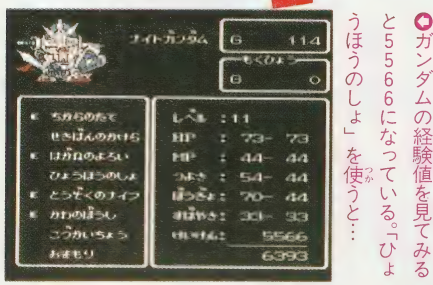 ナイトガンダム
G 114
もくひょう
G 0
E ちからのたて
せきばんのかけら
E はがねのよろい
ひょうほうのしょ
E とうぞくのナイフ
E かわのぼうし
こうかいちょう
おまもり
レベル :11
HP : 73- 73
MP : 44- 44
つよさ : 54- 44
ぼうぎょ: 70- 44
すばやさ: 33- 33
けいけん: 5566
6393
ガンダムの経験値を見てみる
と5566になっている。「ひょ
うほうのしょ」を使うと…
つか